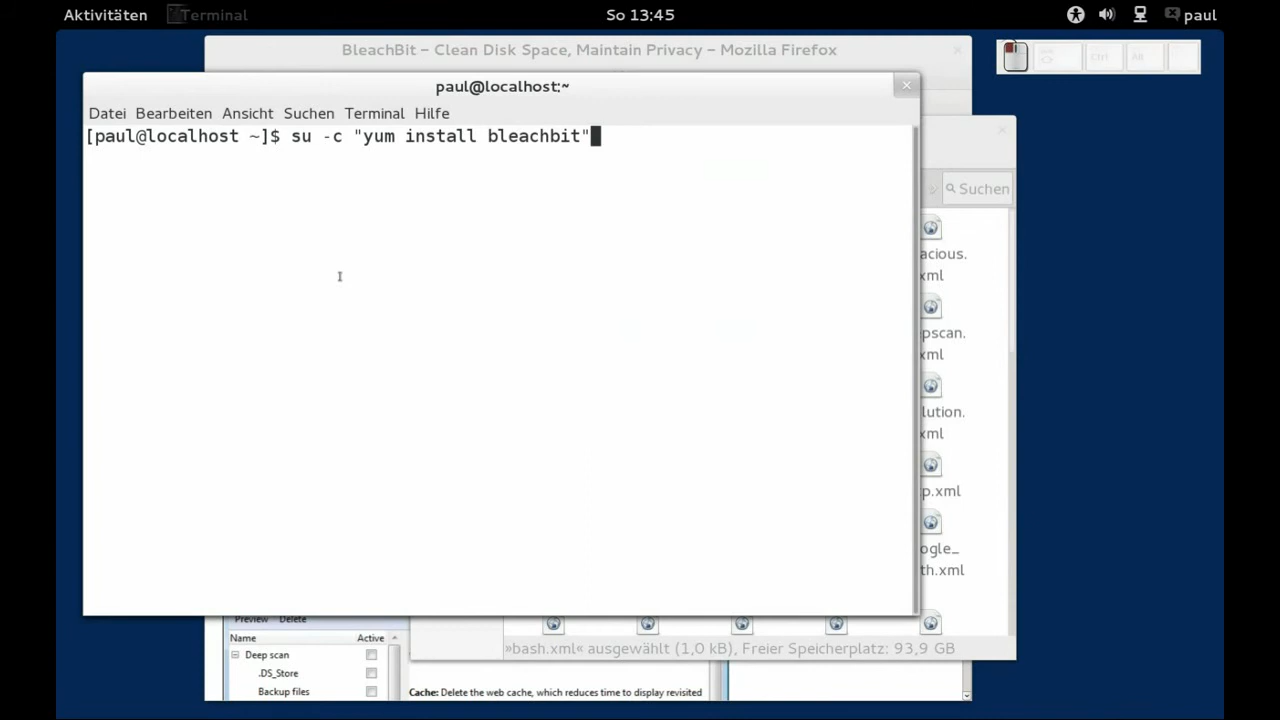 Aktivitäten Terminal So 13:45 paul
BleachBit – Clean Disk Space, Maintain Privacy – Mozilla Firefox
Ctrl Alt
paul@localhost:~
Datei Bearbeiten Ansicht Suchen Terminal Hilfe
[paul@localhost ~]$ su -c "yum install bleachbit"
» Suchen
acious.
xml
pscan.
xml
lution.
xml
p.xml
ogle_
th.xml
Preview Delete
Name Active
»bash.xml« ausgewählt (1,0 kB), Freier Speicherplatz: 93,9 GB
Deep scan
.DS_Store
Backup files
Cache: Delete the web cache, which reduces time to display revisited